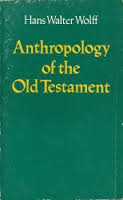 Hans Walter Wolff
Anthropology
of the
Old Testament